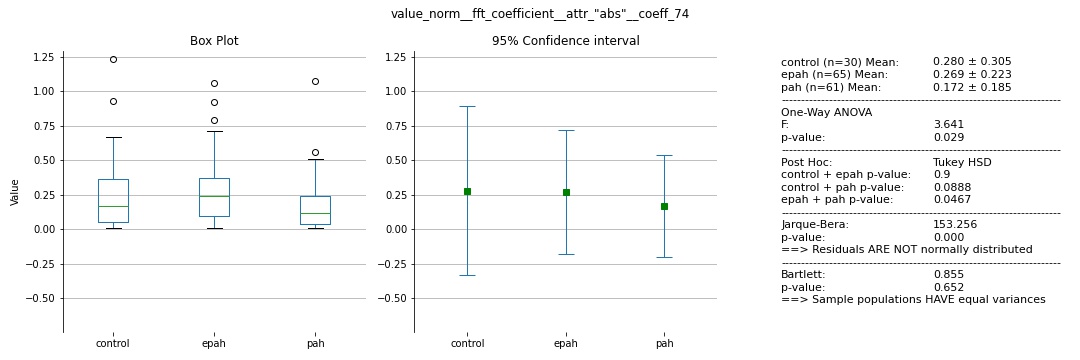 value_norm__fft_coefficient__attr_"abs"__coeff_74
Box Plot
Value
1.25
1.00
0.75
0.50
0.25
0.00
−0.25
−0.50
control epah pah
95% Confidence interval
1.25
1.00
0.75
0.50
0.25
0.00
−0.25
−0.50
control epah pah
control (n=30) Mean: 0.280 ± 0.305
epah (n=65) Mean: 0.269 ± 0.223
pah (n=61) Mean: 0.172 ± 0.185
One-Way ANOVA
F: 3.641
p-value: 0.029
Post Hoc: Tukey HSD
control + epah p-value: 0.9
control + pah p-value: 0.0888
epah + pah p-value: 0.0467
Jarque-Bera: 153.256
p-value: 0.000
==> Residuals ARE NOT normally distributed
Bartlett: 0.855
p-value: 0.652
==> Sample populations HAVE equal variances